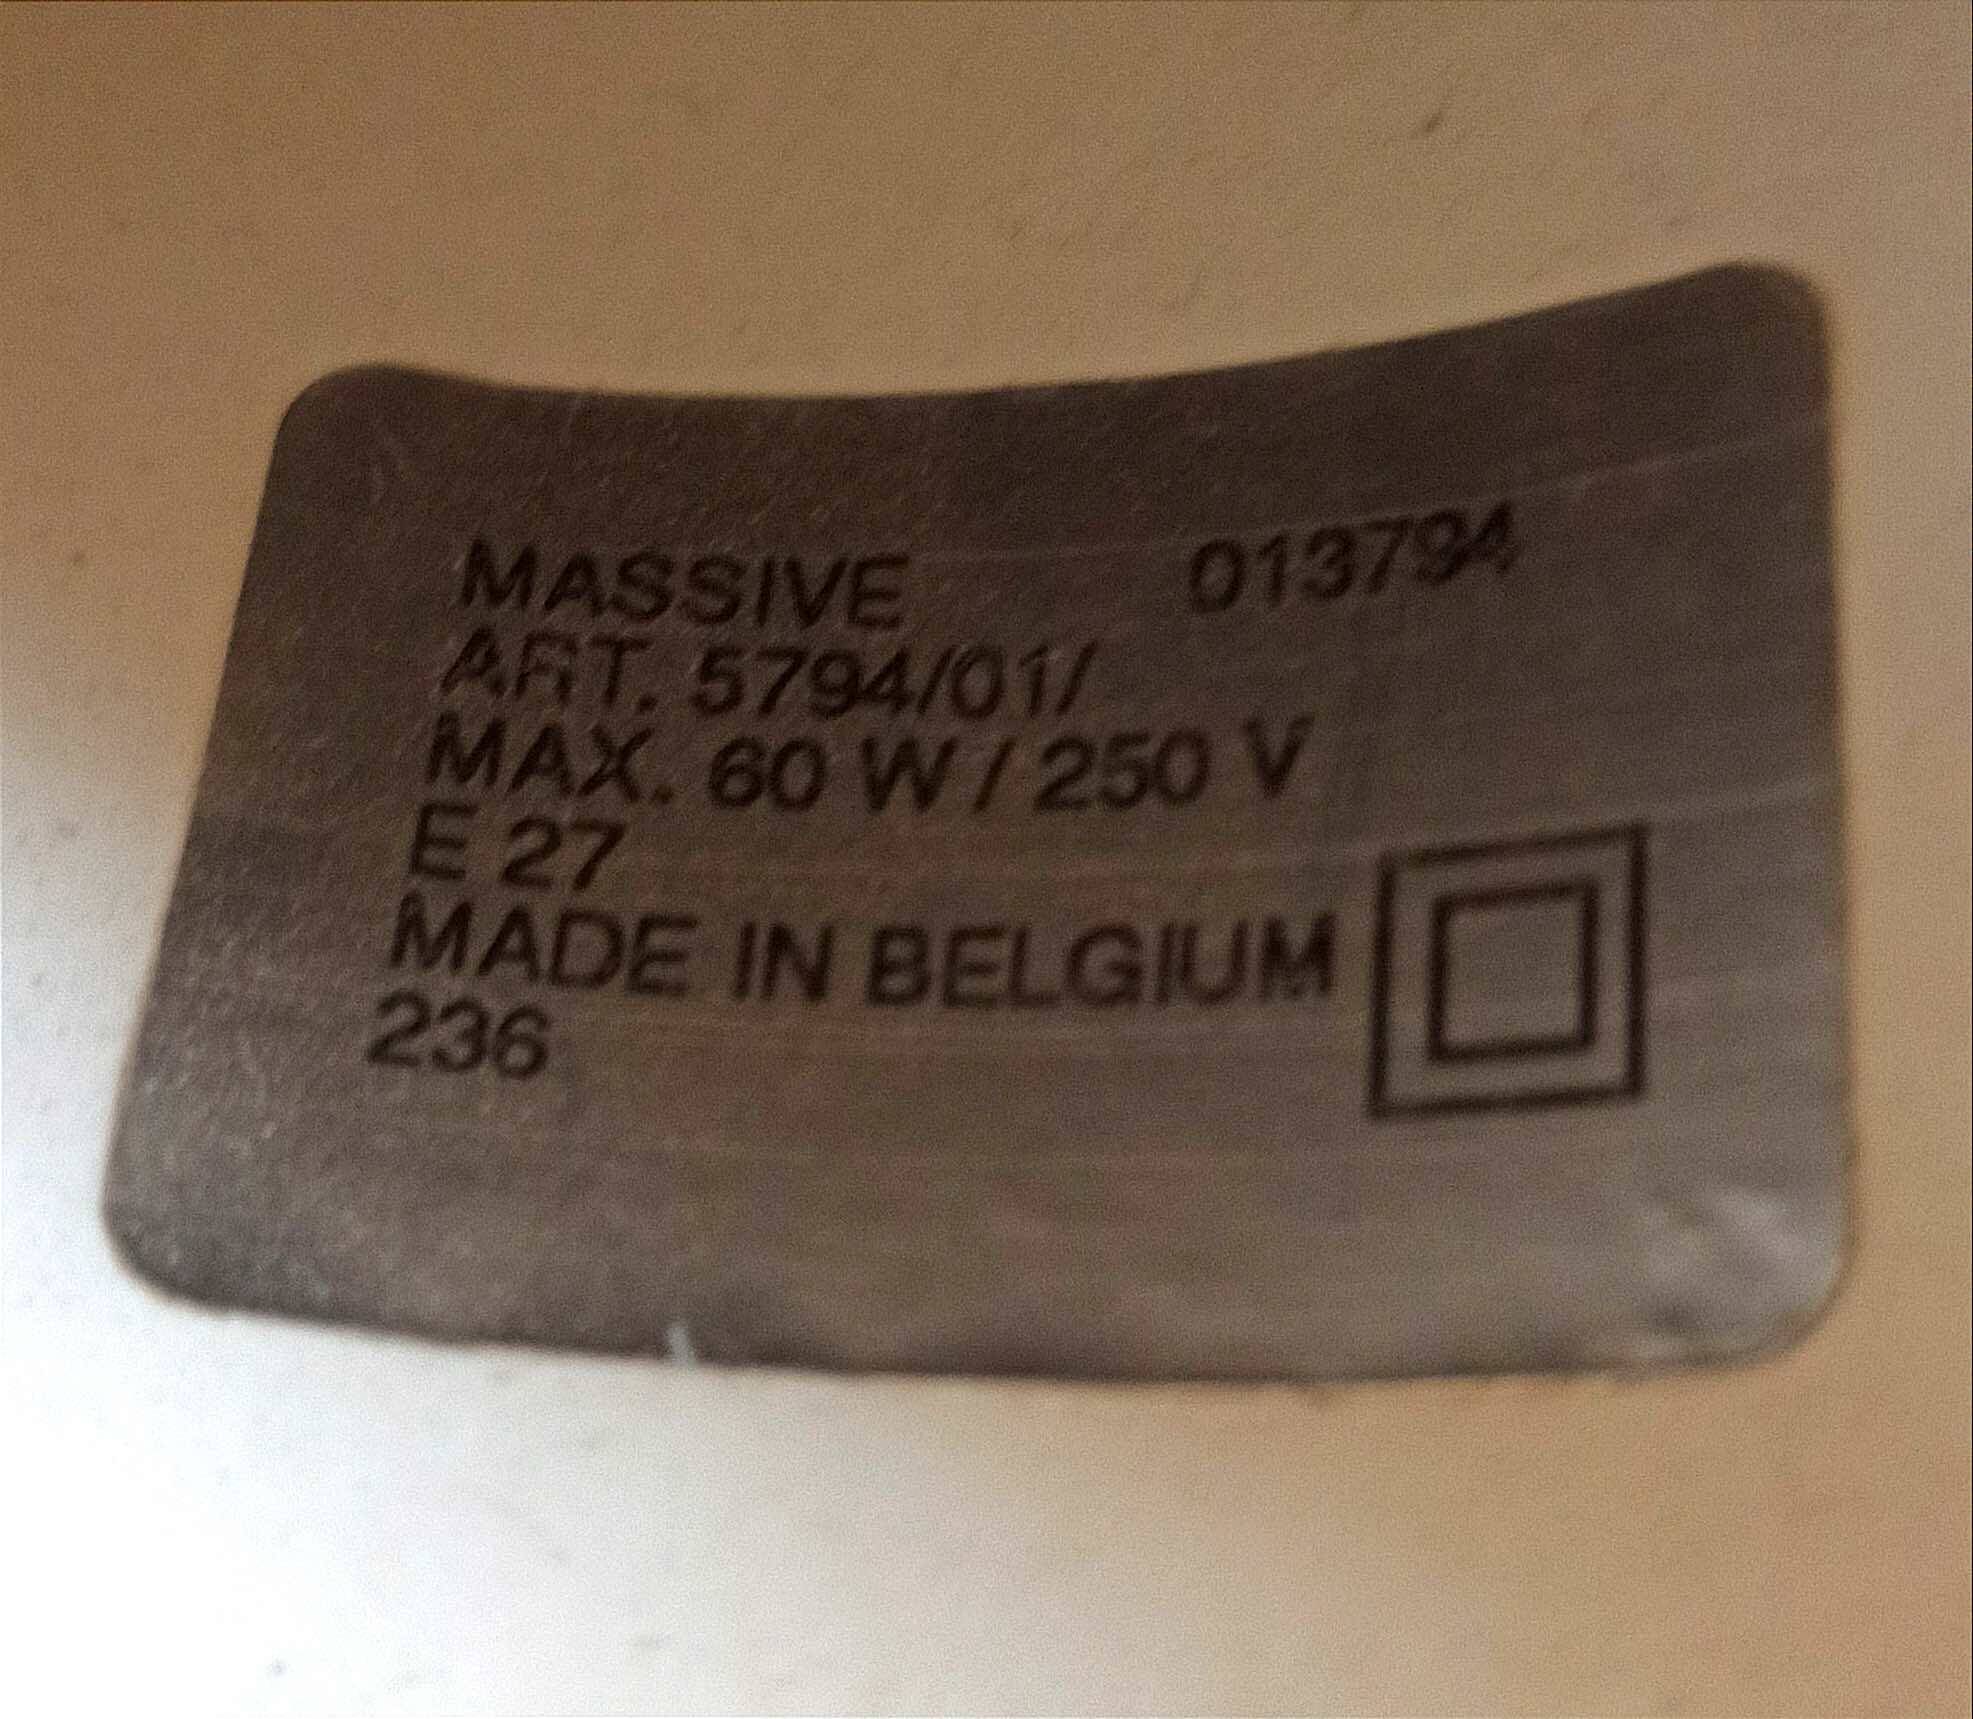 MASSIVE 013794
ART. 5794/01/
MAX. 60 W / 250 V
E 27
MADE IN BELGIUM
236